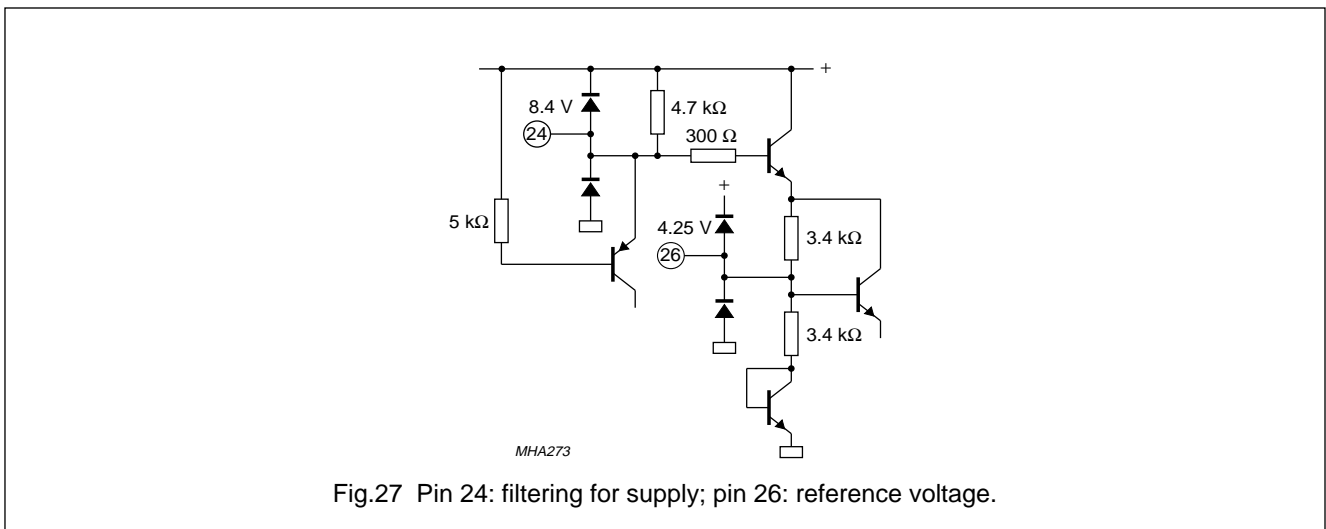 +
8.4 V
4.7 kΩ
24
300 Ω
+
5 kΩ
4.25 V
3.4 kΩ
26
3.4 kΩ
MHA273
Fig.27 Pin 24: filtering for supply; pin 26: reference voltage.